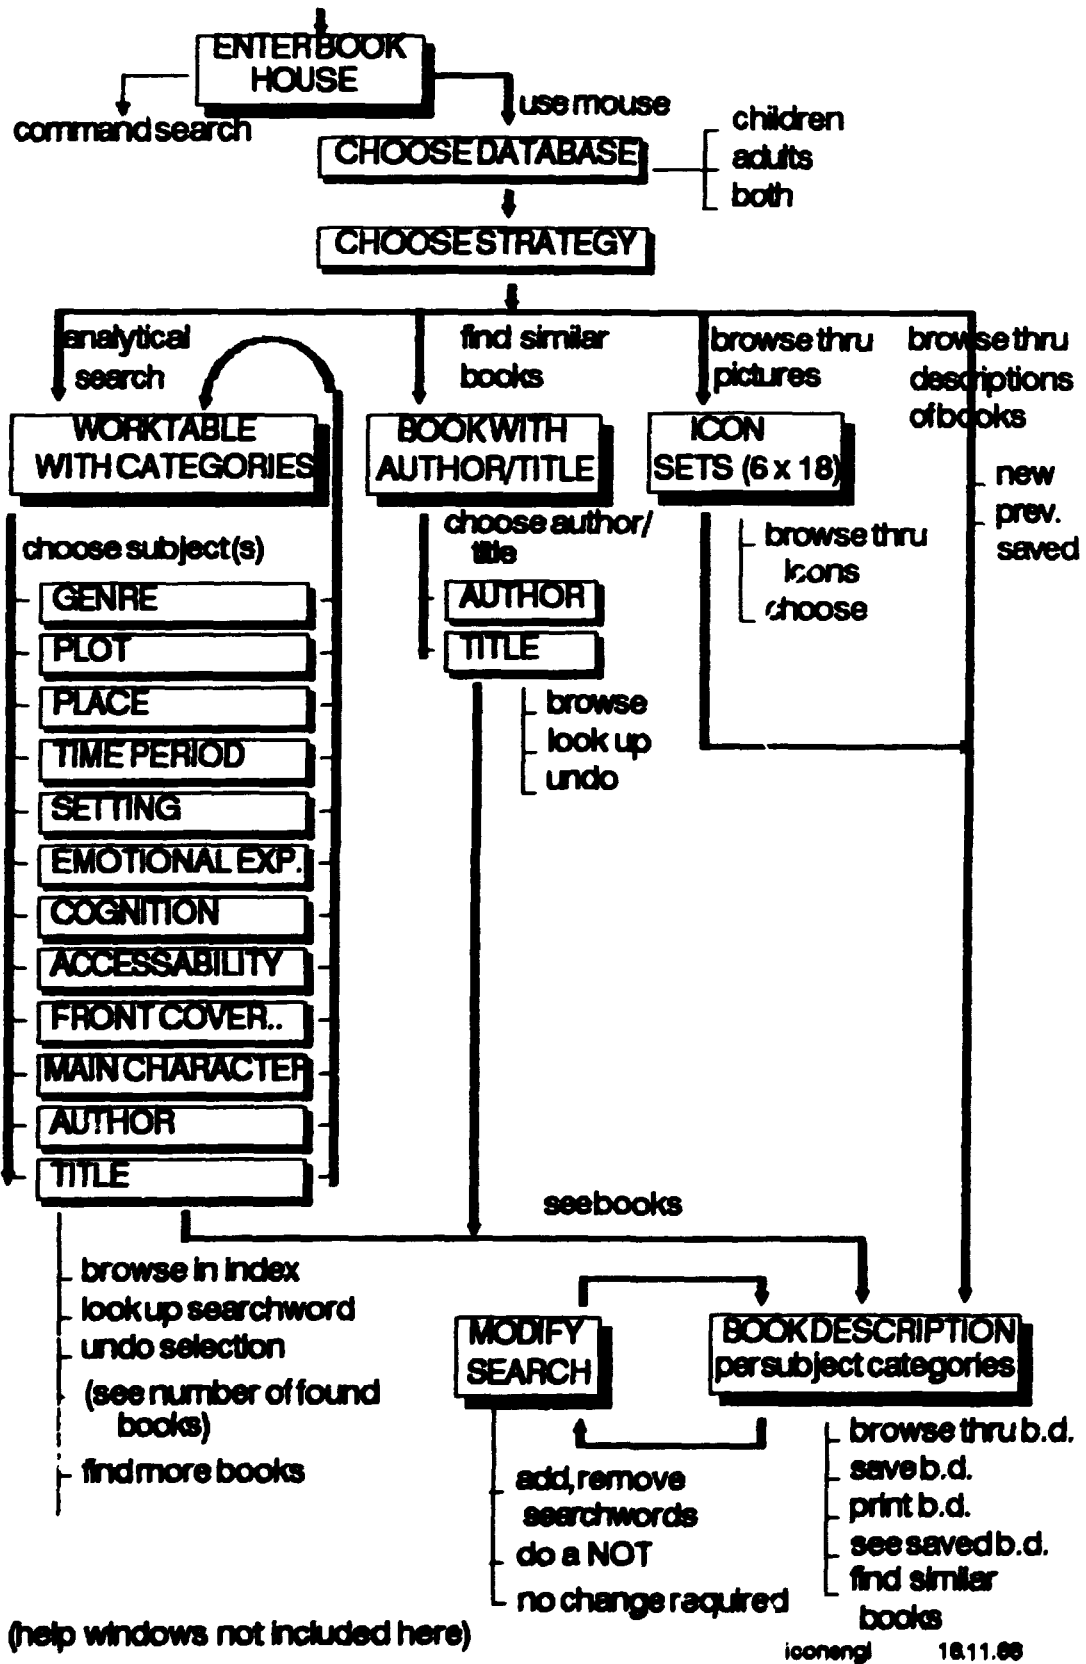 ENTER BOOK
HOUSE
command search
use mouse
CHOOSE DATABASE
children
adults
both
CHOOSE STRATEGY
analytical
search
find similar
books
browse thru
pictures
browse thru
descriptions
of books
WORKTABLE
WITH CATEGORIES
BOOK WITH
AUTHOR/TITLE
ICON
SETS (6 x 18)
new
prev.
saved
choose subject(s)
GENRE
PLOT
PLACE
TIME PERIOD
SETTING
EMOTIONAL EXP.
COGNITION
ACCESSABILITY
FRONT COVER..
MAIN CHARACTER
AUTHOR
TITLE
choose author/
title
AUTHOR
TITLE
browse
look up
undo
browse thru
icons
choose
see books
browse in index
look up searchword
undo selection
(see number of found
books)
find more books
MODIFY
SEARCH
add, remove
searchwords
do a NOT
no change required
BOOK DESCRIPTION
per subject categories
browse thru b.d.
save b.d.
print b.d.
see saved b.d.
find similar
books
(help windows not included here)
iconengl